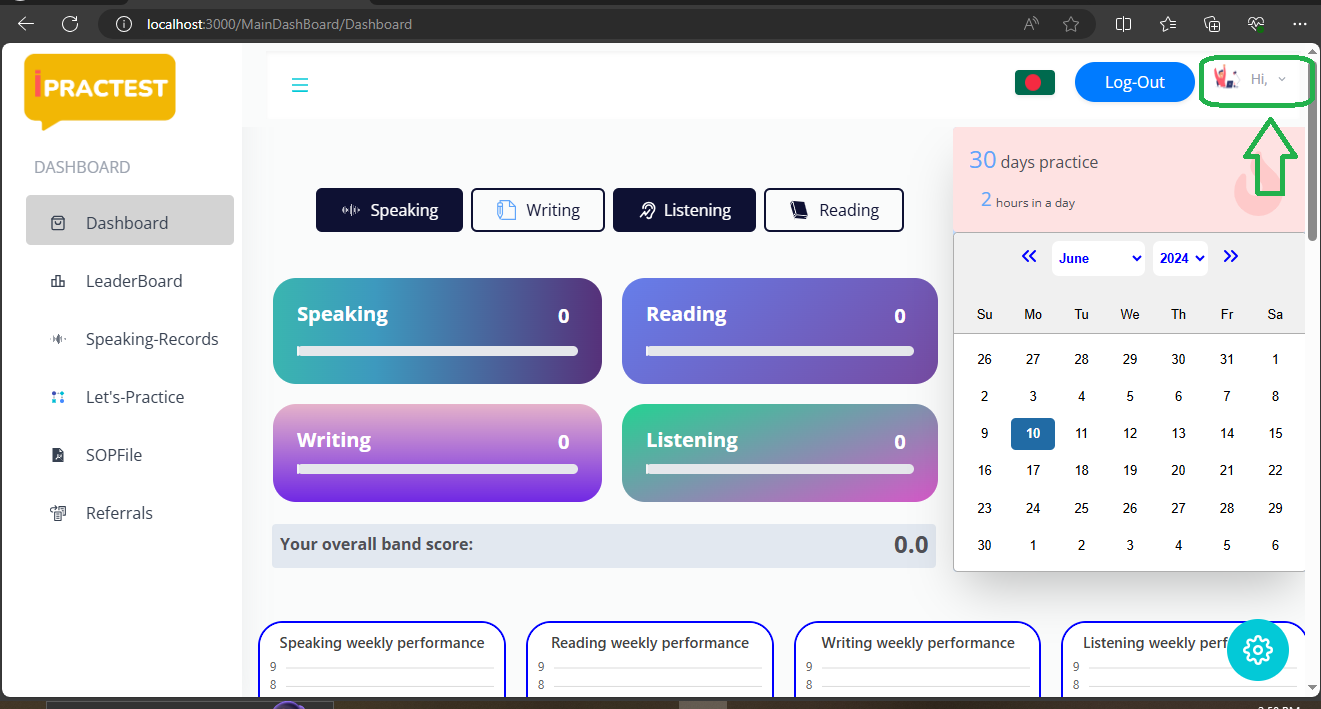 localhost:3000/MainDashBoard/Dashboard
iPRACTEST
Log-Out
Hi,
DASHBOARD
Dashboard
LeaderBoard
Speaking-Records
Let's-Practice
SOPFile
Referrals
Speaking Writing Listening Reading
Speaking 0
Reading 0
Writing 0
Listening 0
Your overall band score: 0.0
30 days practice
2 hours in a day
June 2024
Su Mo Tu We Th Fr Sa
26 27 28 29 30 31 1
2 3 4 5 6 7 8
9 10 11 12 13 14 15
16 17 18 19 20 21 22
23 24 25 26 27 28 29
30 1 2 3 4 5 6
Speaking weekly performance
9
8
Reading weekly performance
9
8
Writing weekly performance
9
8
Listening weekly
9
8